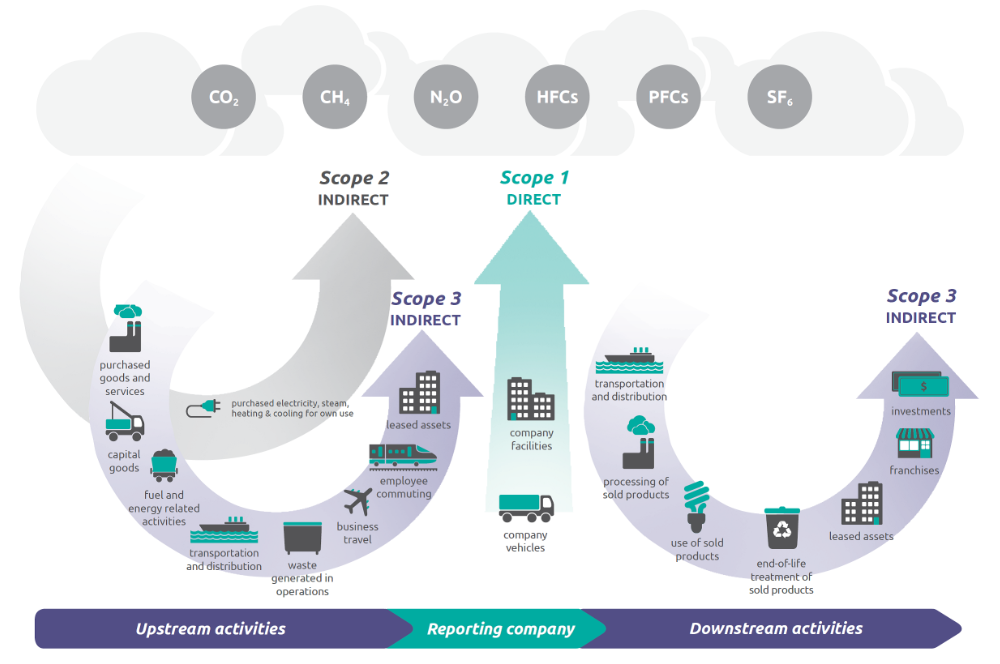 CO₂
CH₄
N₂O
HFCs
PFCs
SF₆
Scope 2
INDIRECT
Scope 1
DIRECT
Scope 3
INDIRECT
Scope 3
INDIRECT
purchased
goods and
services
capital
goods
fuel and
energy related
activities
purchased electricity, steam,
heating & cooling for own use
transportation
and distribution
waste
generated in
operations
business
travel
employee
commuting
leased assets
company
facilities
company
vehicles
transportation
and distribution
processing of
sold products
use of sold
products
end-of-life
treatment of
sold products
leased assets
franchises
$
investments
Upstream activities
Reporting company
Downstream activities